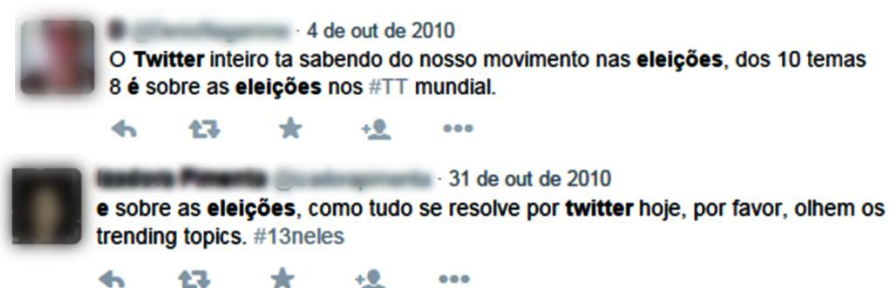 · 4 de out de 2010
O Twitter inteiro ta sabendo do nosso movimento nas eleições, dos 10 temas
8 é sobre as eleições nos #TT mundial.
· 31 de out de 2010
e sobre as eleições, como tudo se resolve por twitter hoje, por favor, olhem os
trending topics. #13neles